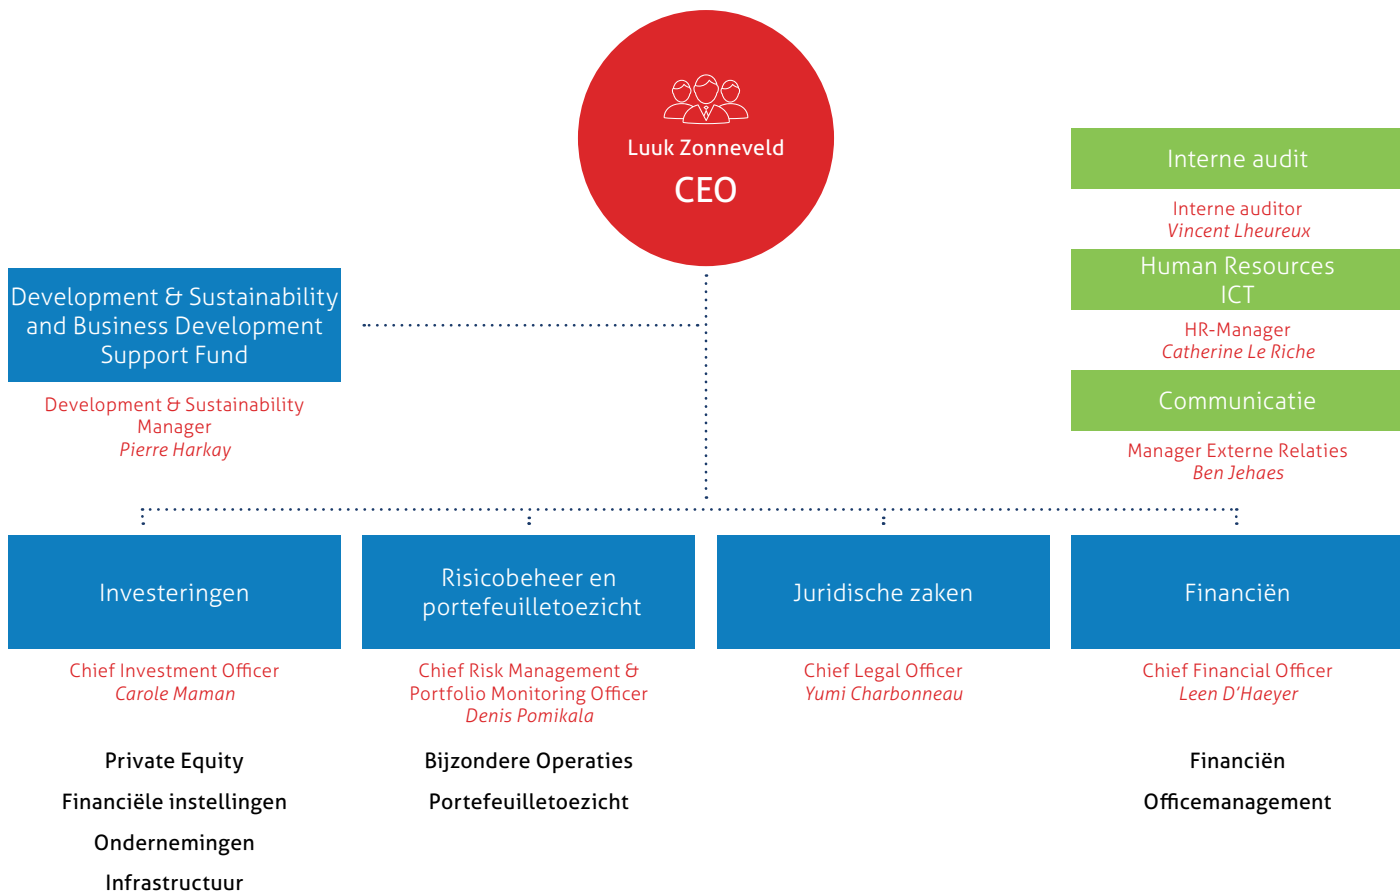 Luuk Zonneveld
CEO
Interne audit
Interne auditor
Vincent Lheureux
Human Resources
ICT
HR-Manager
Catherine Le Riche
Communicatie
Manager Externe Relaties
Ben Jehaes
Development & Sustainability
and Business Development
Support Fund
Development & Sustainability
Manager
Pierre Harkay
Investeringen
Chief Investment Officer
Carole Maman
Private Equity
Financiële instellingen
Ondernemingen
Infrastructuur
Risicobeheer en
portefeuilletoezicht
Chief Risk Management &
Portfolio Monitoring Officer
Denis Pomikala
Bijzondere Operaties
Portefeuilletoezicht
Juridische zaken
Chief Legal Officer
Yumi Charbonneau
Financiën
Chief Financial Officer
Leen D'Haeyer
Financiën
Officemanagement